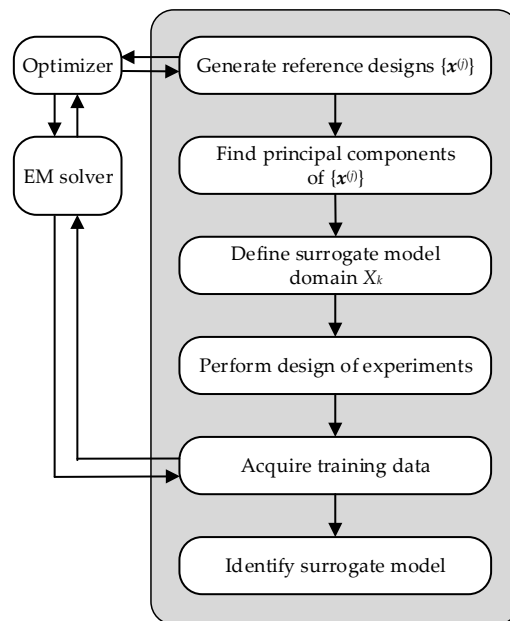 Optimizer
EM solver
Generate reference designs {x^(j)}
Find principal components
of {x^(j)}
Define surrogate model
domain X_k
Perform design of experiments
Acquire training data
Identify surrogate model